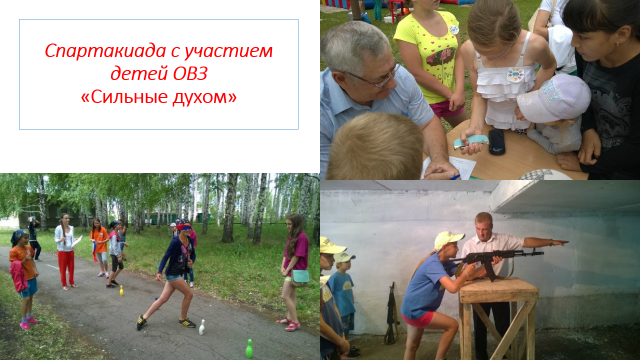 Спартакиада с участием
детей ОВЗ
«Сильные духом»